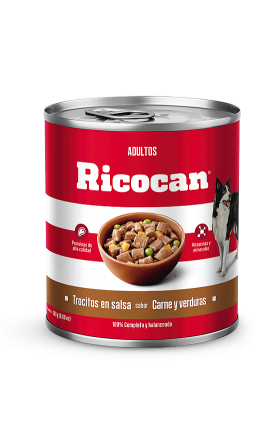 ADULTOS
Ricocan®
Proteínas de
alta calidad
Vitaminas y
minerales
Trocitos en salsa sabor Carne y verduras
100% Completo y balanceado